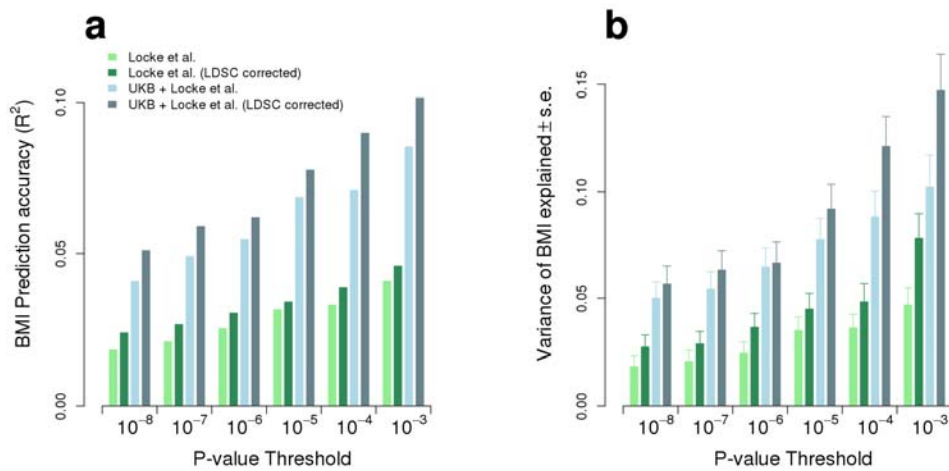 a
Locke et al.
Locke et al. (LDSC corrected)
UKB + Locke et al.
UKB + Locke et al. (LDSC corrected)
BMI Prediction accuracy (R²)
0.10
0.05
0.00
10⁻⁸ 10⁻⁷ 10⁻⁶ 10⁻⁵ 10⁻⁴ 10⁻³
P-value Threshold
b
Variance of BMI explained ± s.e.
0.15
0.10
0.05
0.00
10⁻⁸ 10⁻⁷ 10⁻⁶ 10⁻⁵ 10⁻⁴ 10⁻³
P-value Threshold